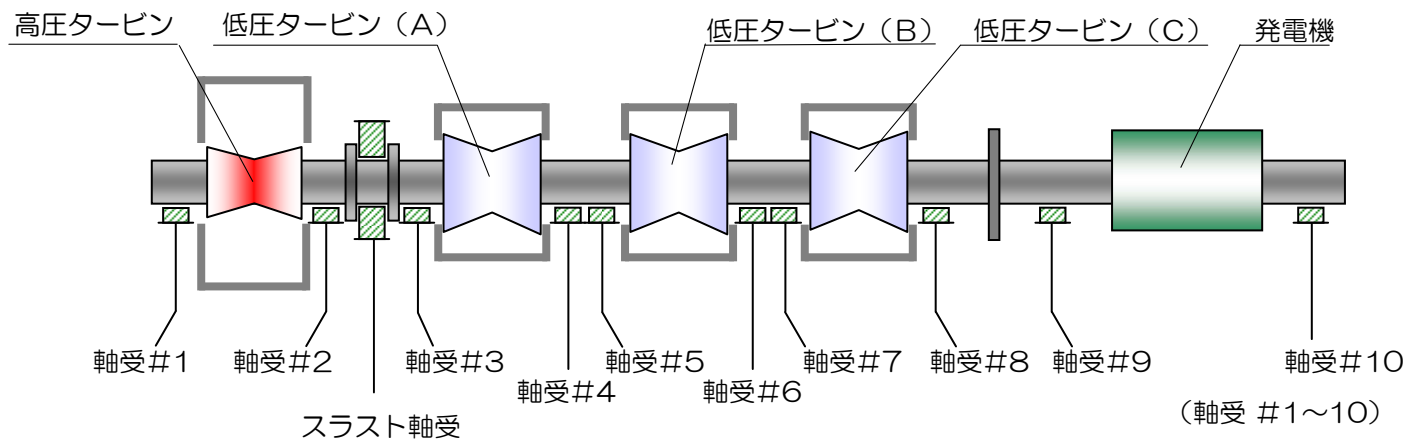 高圧タービン
低圧タービン（A）
低圧タービン（B）
低圧タービン（C）
発電機
軸受#1
軸受#2
軸受#3
軸受#4
軸受#5
軸受#6
軸受#7
軸受#8
軸受#9
軸受#10
スラスト軸受
（軸受 #1～10）